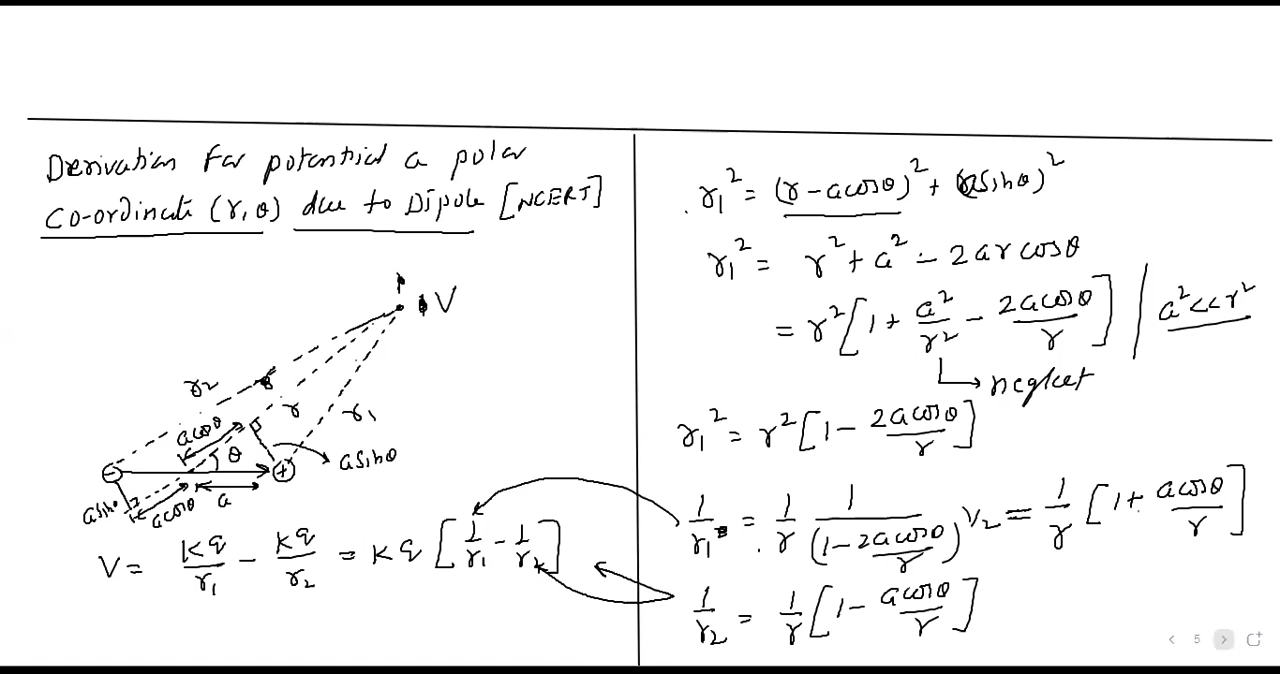 Derivation for potential a polar
Co-ordinate (r, θ) due to Dipole [NCERT]
P
V
r₂
r
r₁
a cosθ
θ
a sinθ
a sinθ
a cosθ
a
V = kq/r₁ − kq/r₂ = kq [1/r₁ − 1/r₂]
r₁² = (r − a cosθ)² + (a sinθ)²
r₁² = r² + a² − 2ar cosθ
= r² [1 + a²/r² − 2a cosθ/r] | a² << r²
neglect
r₁² = r² [1 − 2a cosθ/r]
1/r₁ = 1/r 1/(1 − 2a cosθ/r)^1/2 = 1/r [1 + a cosθ/r]
1/r₂ = 1/r [1 − a cosθ/r]
5